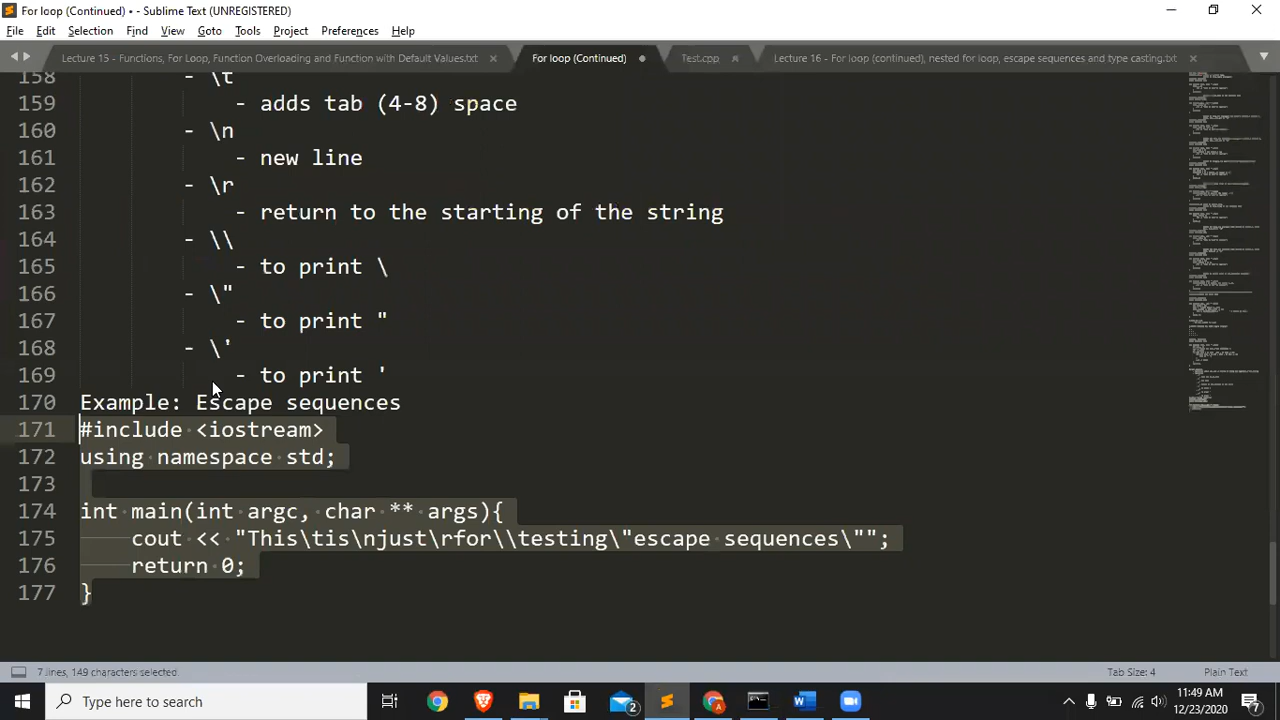 For loop (Continued) • - Sublime Text (UNREGISTERED)
File Edit Selection Find View Goto Tools Project Preferences Help
Lecture 15 - Functions, For Loop, Function Overloading and Function with Default Values.txt × For loop (Continued) Test.cpp Lecture 16 - For loop (continued), nested for loop, escape sequences and type casting.txt ×
158 - \t
159 - adds tab (4-8) space
160 - \n
161 - new line
162 - \r
163 - return to the starting of the string
164 - \\
165 - to print \
166 - \"
167 - to print "
168 - \'
169 - to print '
170 Example: Escape sequences
171 #include <iostream>
172 using namespace std;
173
174 int main(int argc, char ** args){
175 cout << "This\tis\njust\rfor\\testing\"escape sequences\"";
176 return 0;
177 }
7 lines, 149 characters selected Tab Size: 4 Plain Text
Type here to search 2 11:49 AM
12/23/2020 7